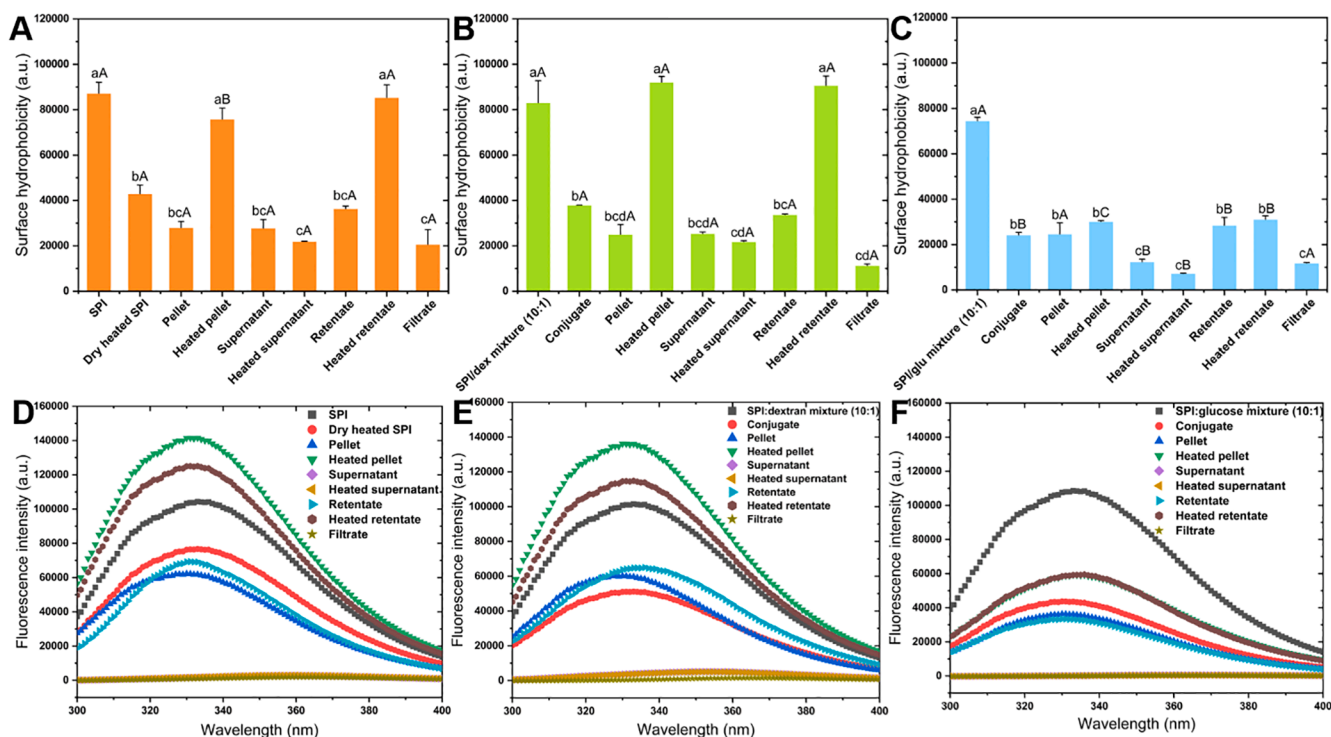 A
Surface hydrophobicity (a.u.)
120000
100000
80000
60000
40000
20000
0
aA
bA
bcA
aB
bcA
cA
bcA
aA
cA
SPI
Dry heated SPI
Pellet
Heated pellet
Supernatant
Heated supernatant
Retentate
Heated retentate
Filtrate
B
Surface hydrophobicity (a.u.)
120000
100000
80000
60000
40000
20000
0
aA
bA
bcdA
aA
bcdA
cdA
bcA
aA
cdA
SPI/dex mixture (10:1)
Conjugate
Pellet
Heated pellet
Supernatant
Heated supernatant
Retentate
Heated retentate
Filtrate
C
Surface hydrophobicity (a.u.)
120000
100000
80000
60000
40000
20000
0
aA
bB
bA
bC
cB
cB
bB
bB
cA
SPI/glu mixture (10:1)
Conjugate
Pellet
Heated pellet
Supernatant
Heated supernatant
Retentate
Heated retentate
Filtrate
D
Fluorescence intensity (a.u.)
160000
140000
120000
100000
80000
60000
40000
20000
0
SPI
Dry heated SPI
Pellet
Heated pellet
Supernatant
Heated supernatant
Retentate
Heated retentate
Filtrate
300 320 340 360 380 400
Wavelength (nm)
E
Fluorescence intensity (a.u.)
160000
140000
120000
100000
80000
60000
40000
20000
0
SPI:dextran mixture (10:1)
Conjugate
Pellet
Heated pellet
Supernatant
Heated supernatant
Retentate
Heated retentate
Filtrate
300 320 340 360 380 400
Wavelength (nm)
F
Fluorescence intensity (a.u.)
160000
140000
120000
100000
80000
60000
40000
20000
0
SPI:glucose mixture (10:1)
Conjugate
Pellet
Heated pellet
Supernatant
Heated supernatant
Retentate
Heated retentate
Filtrate
300 320 340 360 380 400
Wavelength (nm)